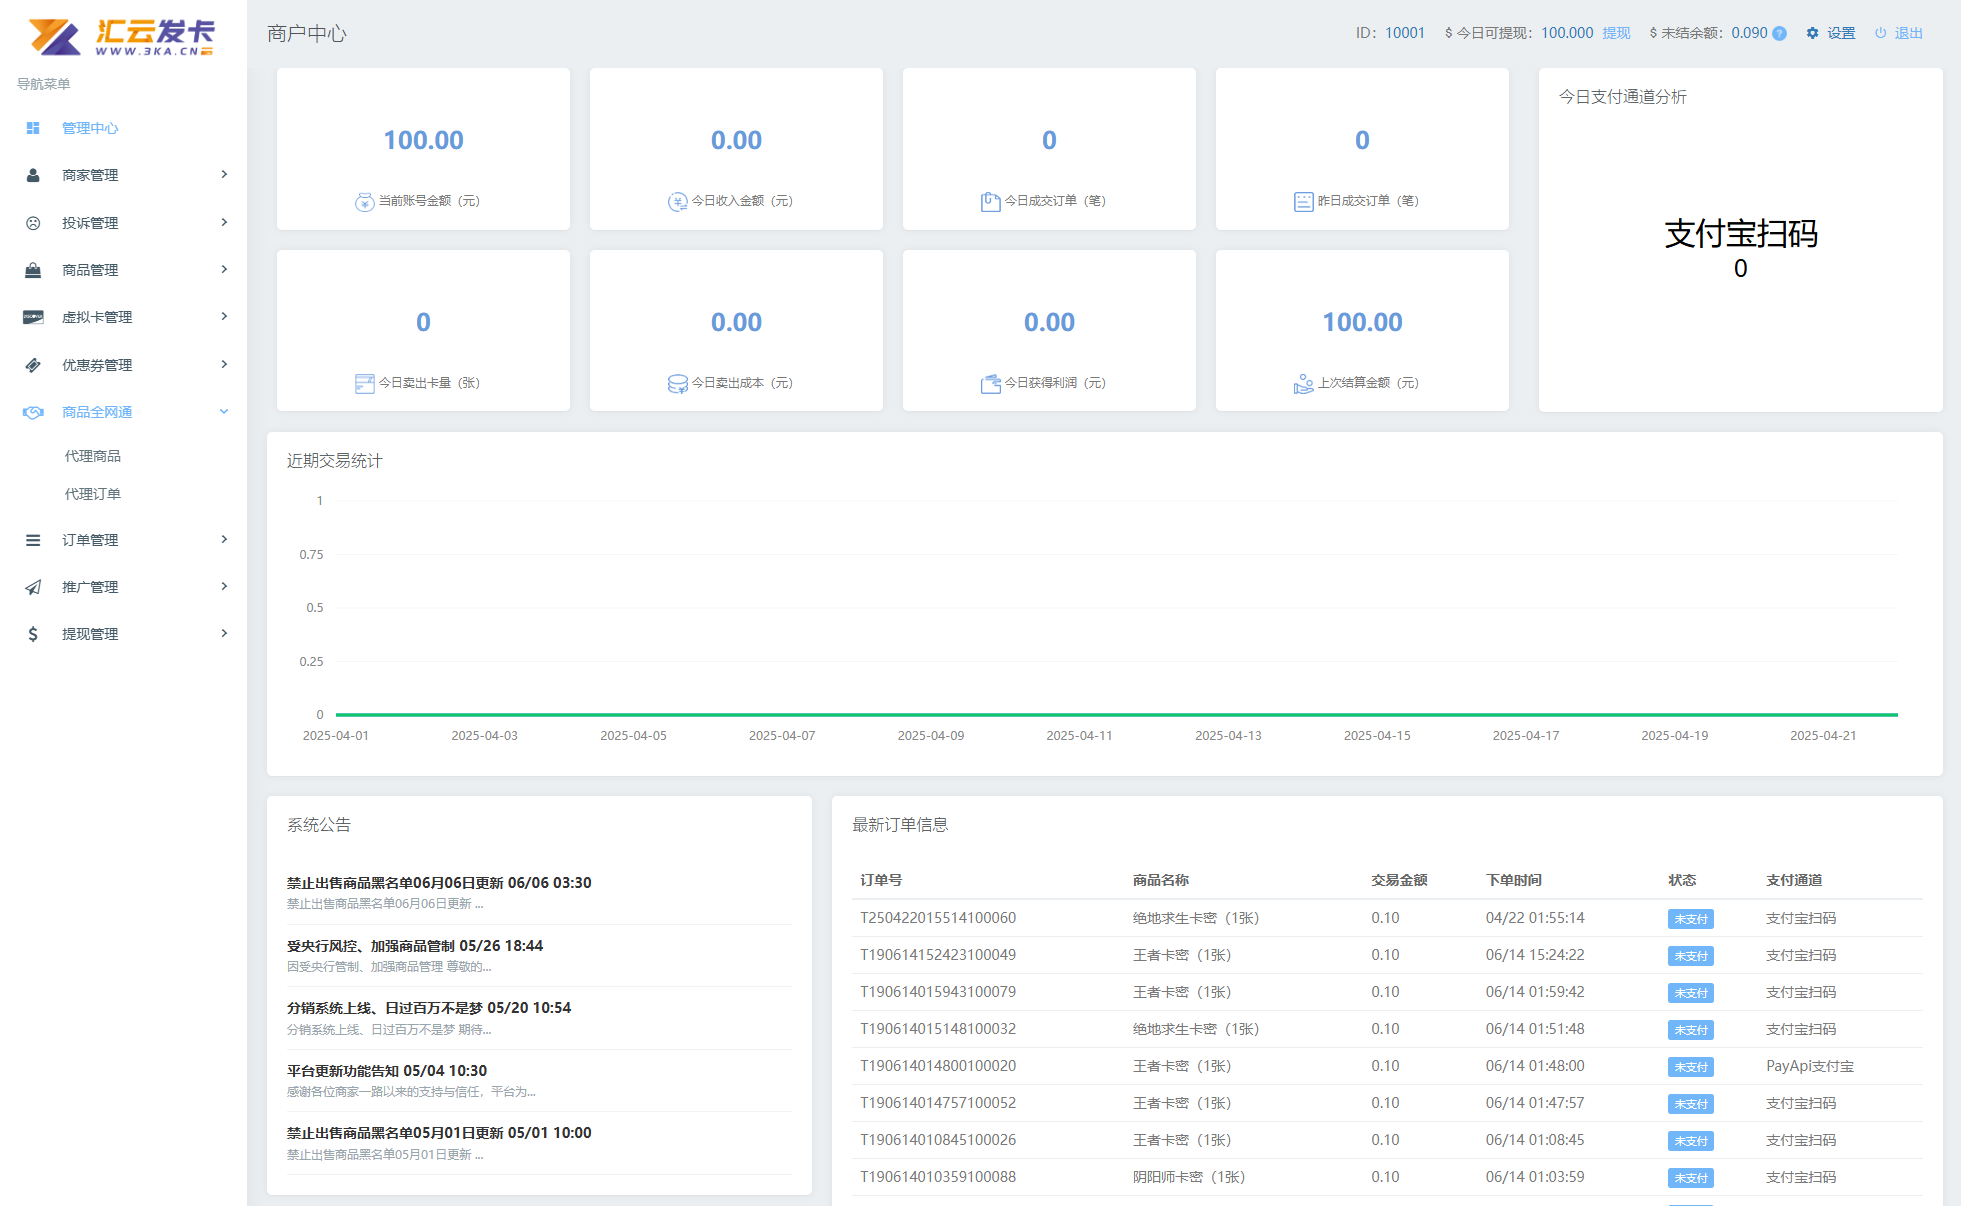 汇云发卡
WWW.3KA.CN云
导航菜单
管理中心
商家管理
投诉管理
商品管理
虚拟卡管理
优惠券管理
商品全网通
代理商品
代理订单
订单管理
推广管理
提现管理
商户中心
ID：10001 $ 今日可提现：100.000 提现 $ 未结余额：0.090 ? 设置 退出
100.00
当前账号金额（元）
0.00
今日收入金额（元）
0
今日成交订单（笔）
0
昨日成交订单（笔）
0
今日卖出卡量（张）
0.00
今日卖出成本（元）
0.00
今日获得利润（元）
100.00
上次结算金额（元）
今日支付通道分析
支付宝扫码
0
近期交易统计
1
0.75
0.5
0.25
0
2025-04-01 2025-04-03 2025-04-05 2025-04-07 2025-04-09 2025-04-11 2025-04-13 2025-04-15 2025-04-17 2025-04-19 2025-04-21
系统公告
禁止出售商品黑名单06月06日更新 06/06 03:30
禁止出售商品黑名单06月06日更新 ...
受央行风控、加强商品管制 05/26 18:44
因受央行管制、加强商品管理 尊敬的...
分销系统上线、日过百万不是梦 05/20 10:54
分销系统上线、日过百万不是梦 期待...
平台更新功能告知 05/04 10:30
感谢各位商家一路以来的支持与信任，平台为...
禁止出售商品黑名单05月01日更新 05/01 10:00
禁止出售商品黑名单05月01日更新 ...
最新订单信息
订单号 商品名称 交易金额 下单时间 状态 支付通道
T250422015514100060 绝地求生卡密（1张） 0.10 04/22 01:55:14 未支付 支付宝扫码
T190614152423100049 王者卡密（1张） 0.10 06/14 15:24:22 未支付 支付宝扫码
T190614015943100079 王者卡密（1张） 0.10 06/14 01:59:42 未支付 支付宝扫码
T190614015148100032 绝地求生卡密（1张） 0.10 06/14 01:51:48 未支付 支付宝扫码
T190614014800100020 王者卡密（1张） 0.10 06/14 01:48:00 未支付 PayApi支付宝
T190614014757100052 王者卡密（1张） 0.10 06/14 01:47:57 未支付 支付宝扫码
T190614010845100026 王者卡密（1张） 0.10 06/14 01:08:45 未支付 支付宝扫码
T190614010359100088 阴阳师卡密（1张） 0.10 06/14 01:03:59 未支付 支付宝扫码